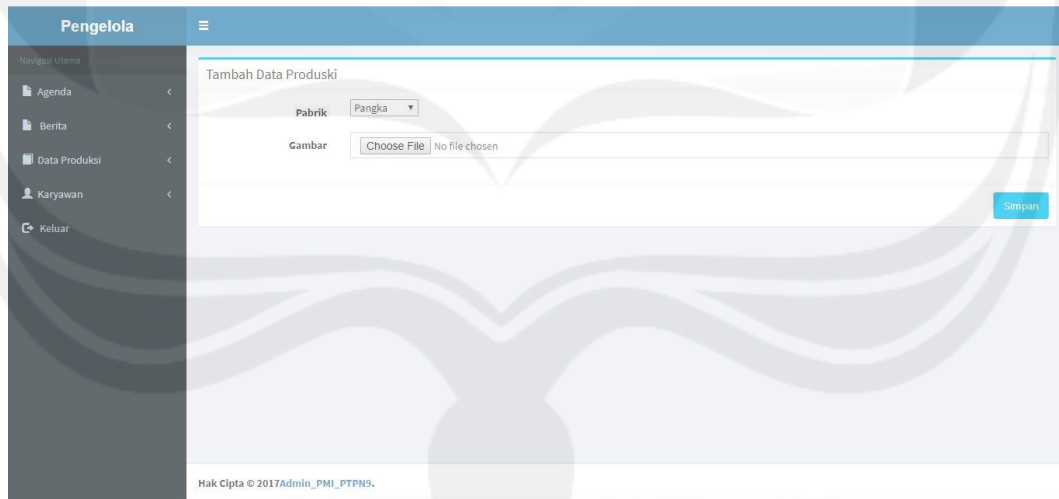 Pengelola
Navigasi Utama
Agenda
Berita
Data Produksi
Karyawan
Keluar
Tambah Data Produski
Pabrik Pangka
Gambar Choose File No file chosen
Simpan
Hak Cipta © 2017Admin_PMI_PTPN9.